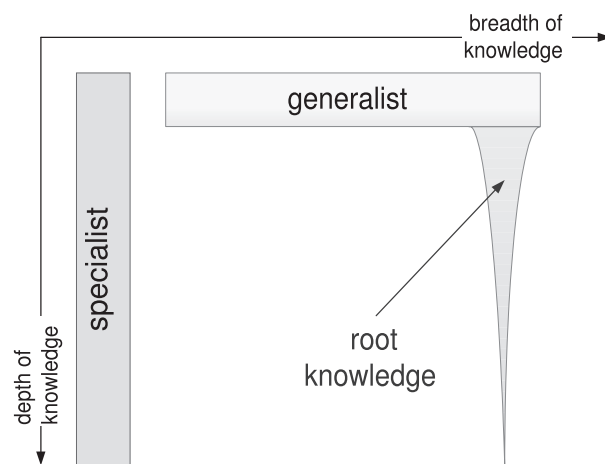 breadth of
knowledge
generalist
specialist
root
knowledge
depth of
knowledge